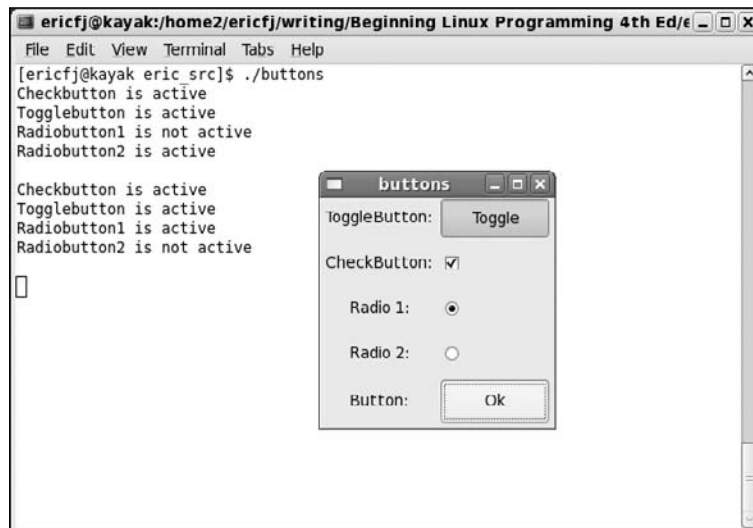 ericfj@kayak:/home2/ericfj/writing/Beginning Linux Programming 4th Ed/e
File Edit View Terminal Tabs Help
[ericfj@kayak eric_src]$ ./buttons
Checkbutton is active
Togglebutton is active
Radiobutton1 is not active
Radiobutton2 is active
Checkbutton is active
Togglebutton is active
Radiobutton1 is active
Radiobutton2 is not active
buttons
ToggleButton: Toggle
CheckButton:
Radio 1:
Radio 2:
Button: Ok